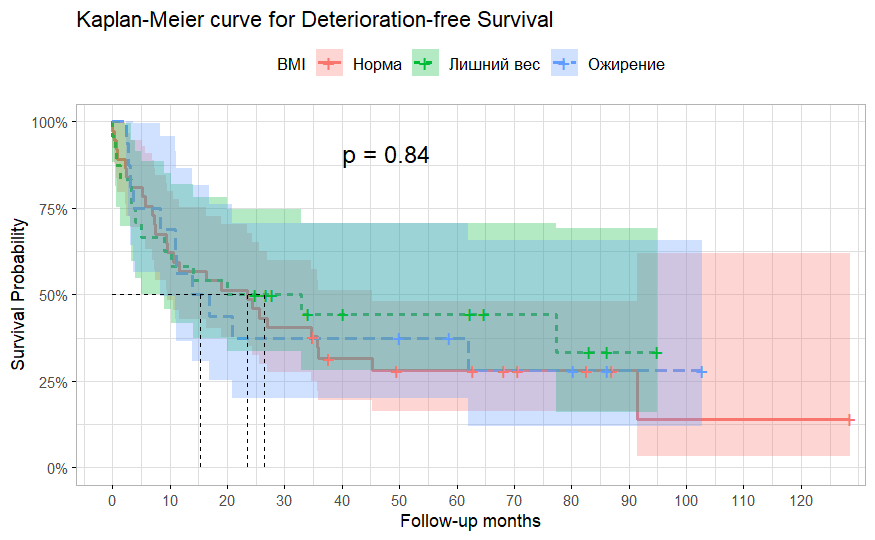 Kaplan-Meier curve for Deterioration-free Survival
BMI Норма Лишний вес Ожирение
p = 0.84
Survival Probability
100%
75%
50%
25%
0%
0 10 20 30 40 50 60 70 80 90 100 110 120
Follow-up months